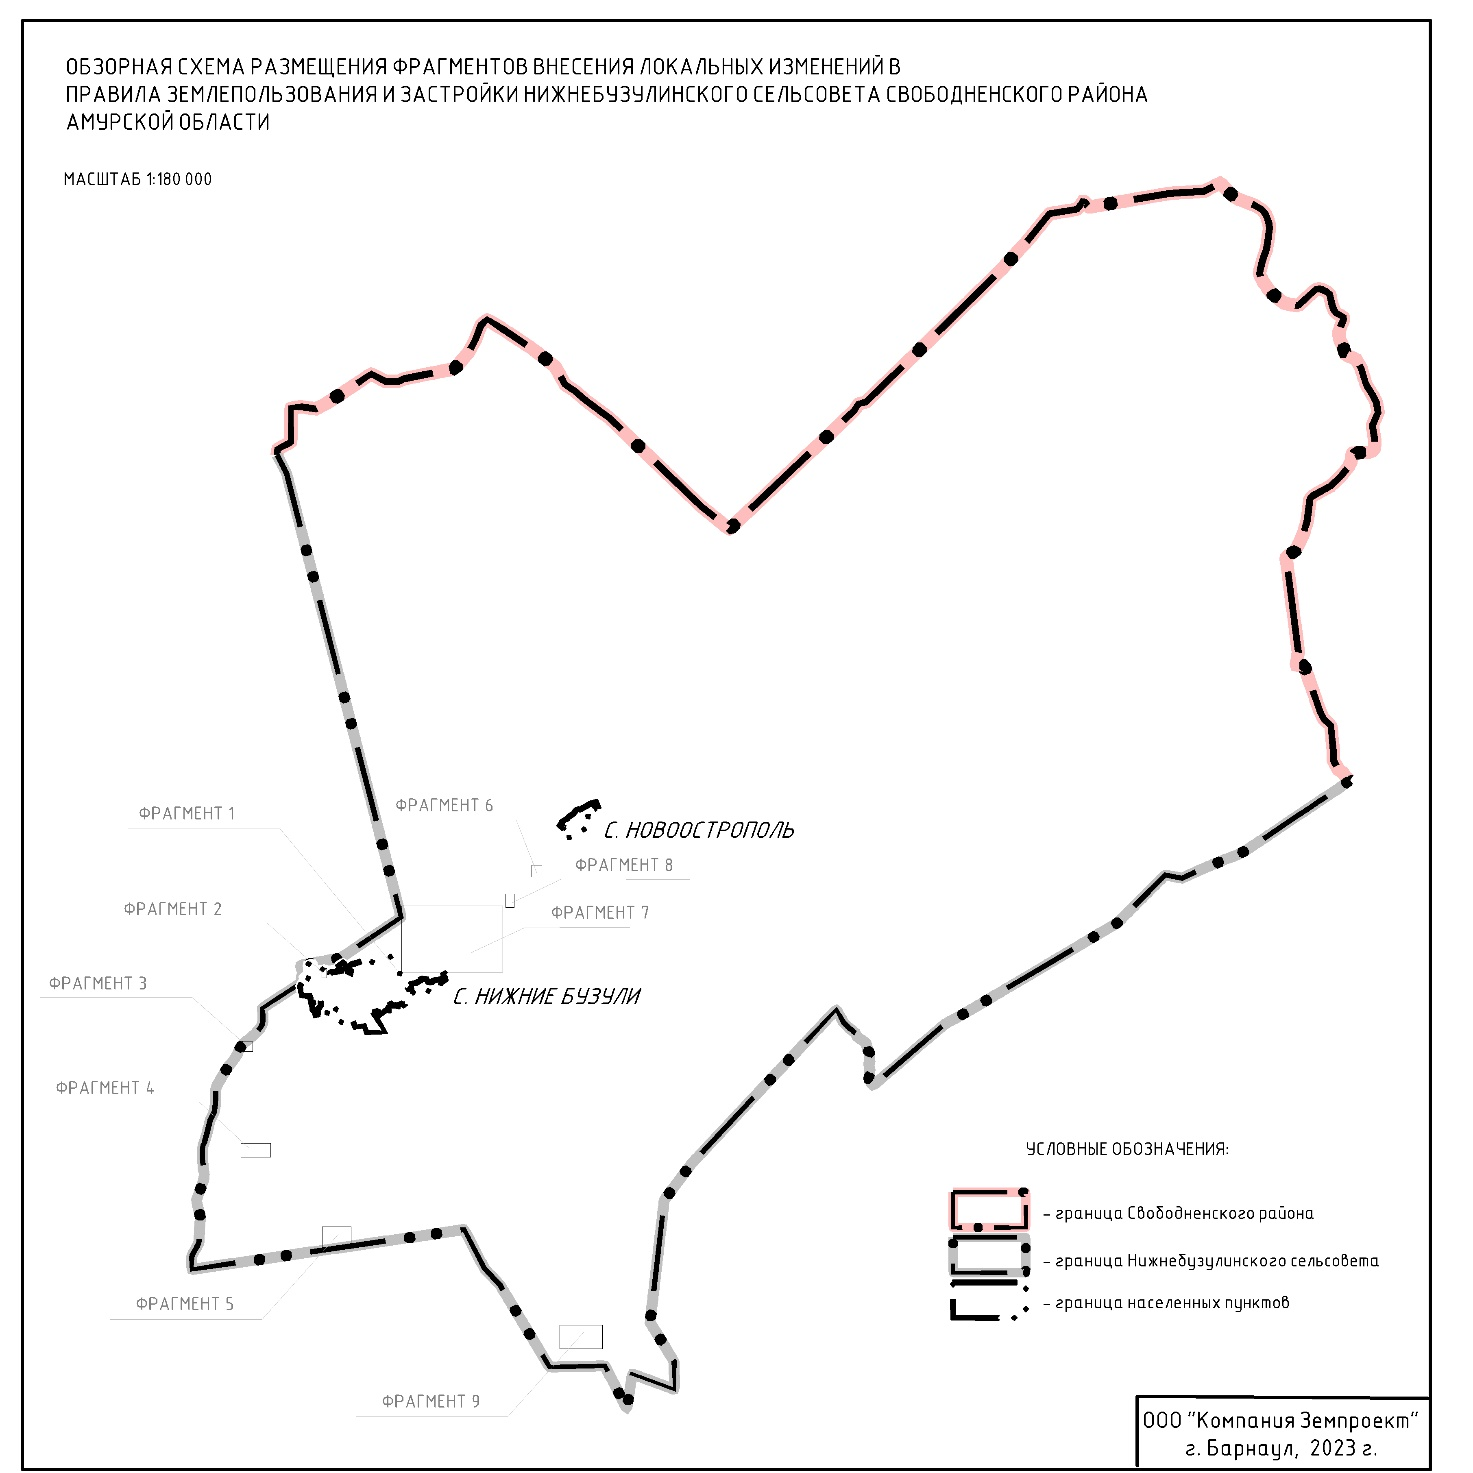 ОБЗОРНАЯ СХЕМА РАЗМЕЩЕНИЯ ФРАГМЕНТОВ ВНЕСЕНИЯ ЛОКАЛЬНЫХ ИЗМЕНЕНИЙ В
ПРАВИЛА ЗЕМЛЕПОЛЬЗОВАНИЯ И ЗАСТРОЙКИ НИЖНЕБУЗУЛИНСКОГО СЕЛЬСОВЕТА СВОБОДНЕНСКОГО РАЙОНА
АМУРСКОЙ ОБЛАСТИ
МАСШТАБ 1:180 000
ФРАГМЕНТ 6
ФРАГМЕНТ 1
С. НОВООСТРОПОЛЬ
ФРАГМЕНТ 8
ФРАГМЕНТ 2
ФРАГМЕНТ 7
ФРАГМЕНТ 3
С. НИЖНИЕ БУЗУЛИ
ФРАГМЕНТ 4
УСЛОВНЫЕ ОБОЗНАЧЕНИЯ:
- граница Свободненского района
- граница Нижнебузулинского сельсовета
- граница населенных пунктов
ФРАГМЕНТ 5
ФРАГМЕНТ 9
ООО "Компания Земпроект"
г. Барнаул, 2023 г.